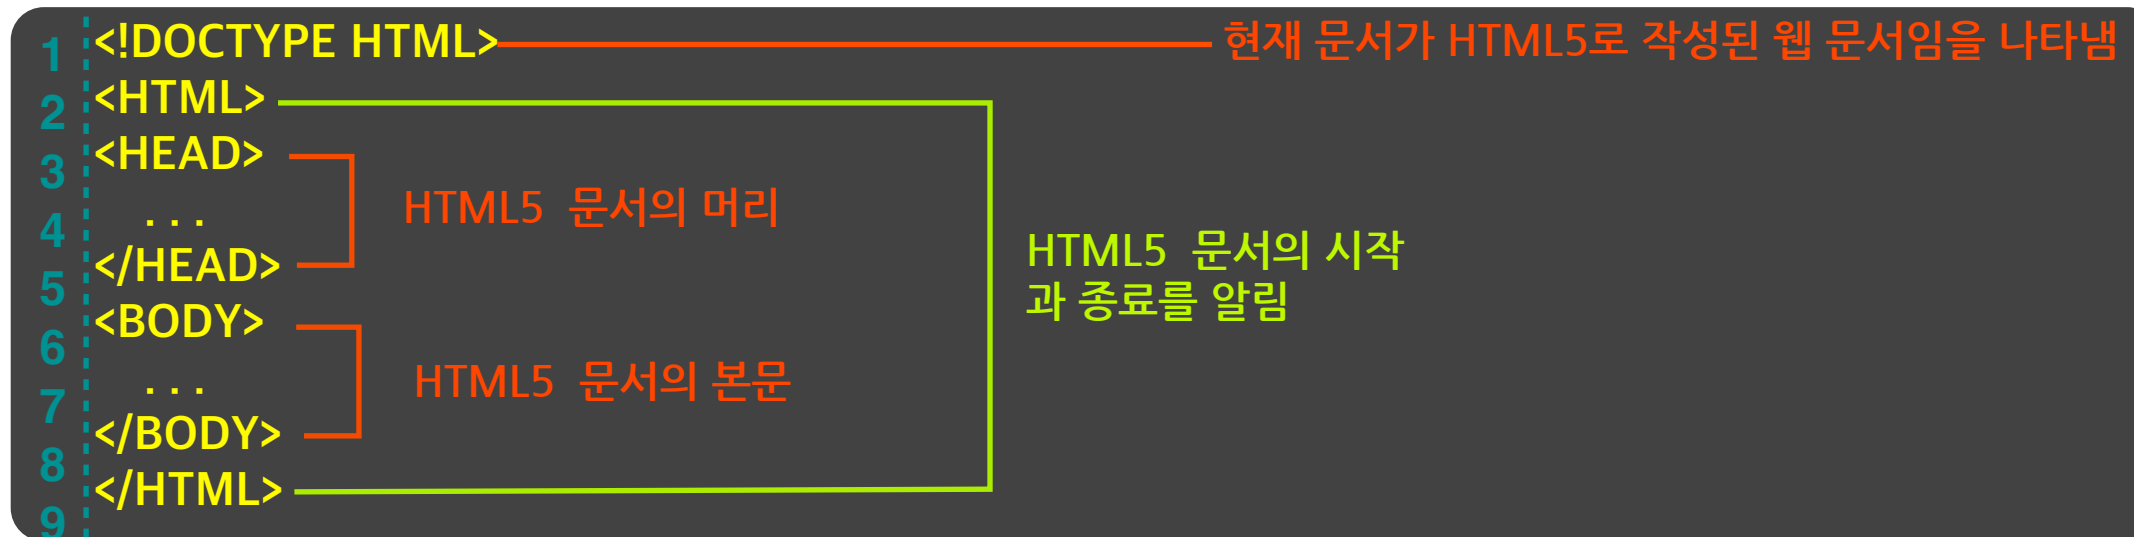 1 <!DOCTYPE HTML> 현재 문서가 HTML5로 작성된 웹 문서임을 나타냄
2 <HTML>
3 <HEAD>
HTML5 문서의 머리
4 . . .
HTML5 문서의 시작
과 종료를 알림
5 </HEAD>
6 <BODY>
7 . . .
HTML5 문서의 본문
8 </BODY>
9 </HTML>